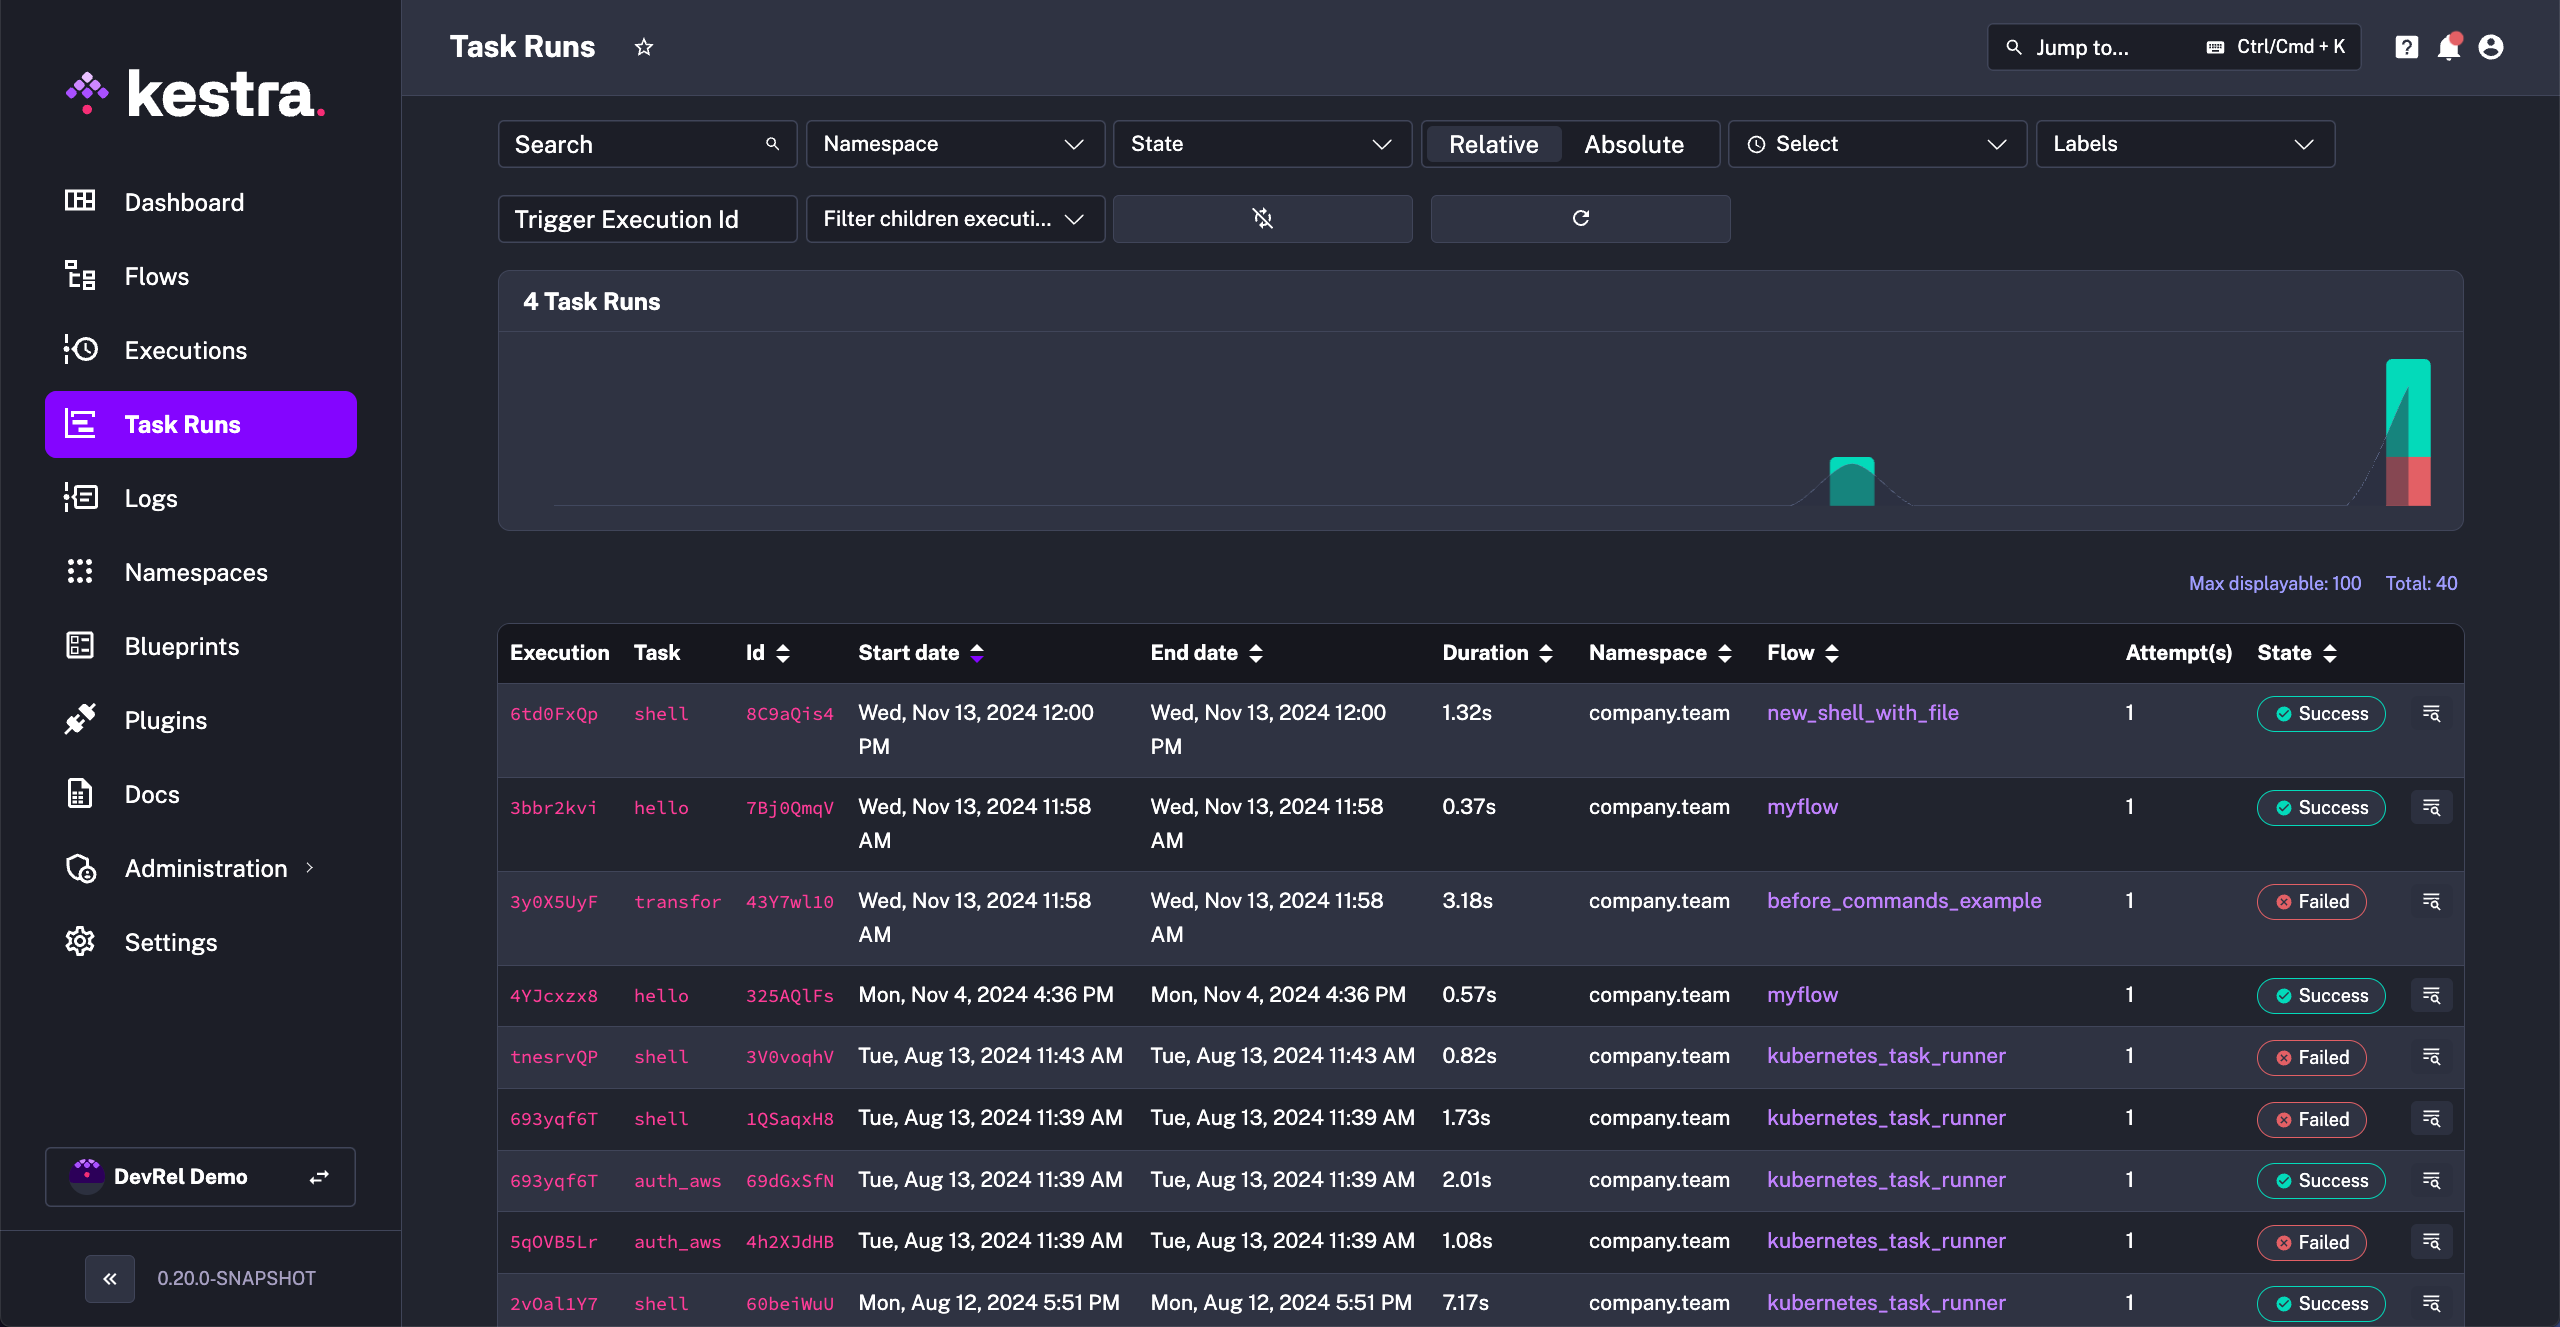 kestra.
Dashboard
Flows
Executions
Task Runs
Logs
Namespaces
Blueprints
Plugins
Docs
Administration
Settings
DevRel Demo
0.20.0-SNAPSHOT
Task Runs
Jump to... Ctrl/Cmd + K
Search Namespace State Relative Absolute Select Labels
Trigger Execution Id Filter children executi...
4 Task Runs
Max displayable: 100 Total: 40
Execution Task Id Start date End date Duration Namespace Flow Attempt(s) State
6td0FxQp shell 8C9aQis4 Wed, Nov 13, 2024 12:00 Wed, Nov 13, 2024 12:00 1.32s company.team new_shell_with_file 1 Success
PM PM
3bbr2kvi hello 7Bj0QmqV Wed, Nov 13, 2024 11:58 Wed, Nov 13, 2024 11:58 0.37s company.team myflow 1 Success
AM AM
3y0X5UyF transfor 43Y7wl10 Wed, Nov 13, 2024 11:58 Wed, Nov 13, 2024 11:58 3.18s company.team before_commands_example 1 Failed
AM AM
4YJcxzx8 hello 325AQlFs Mon, Nov 4, 2024 4:36 PM Mon, Nov 4, 2024 4:36 PM 0.57s company.team myflow 1 Success
tnesrvQP shell 3V0voqhV Tue, Aug 13, 2024 11:43 AM Tue, Aug 13, 2024 11:43 AM 0.82s company.team kubernetes_task_runner 1 Failed
693yqf6T shell 1QSaqxH8 Tue, Aug 13, 2024 11:39 AM Tue, Aug 13, 2024 11:39 AM 1.73s company.team kubernetes_task_runner 1 Failed
693yqf6T auth_aws 69dGxSfN Tue, Aug 13, 2024 11:39 AM Tue, Aug 13, 2024 11:39 AM 2.01s company.team kubernetes_task_runner 1 Success
5qOVB5Lr auth_aws 4h2XJdHB Tue, Aug 13, 2024 11:39 AM Tue, Aug 13, 2024 11:39 AM 1.08s company.team kubernetes_task_runner 1 Failed
2vOal1Y7 shell 60beiWuU Mon, Aug 12, 2024 5:51 PM Mon, Aug 12, 2024 5:51 PM 7.17s company.team kubernetes_task_runner 1 Success